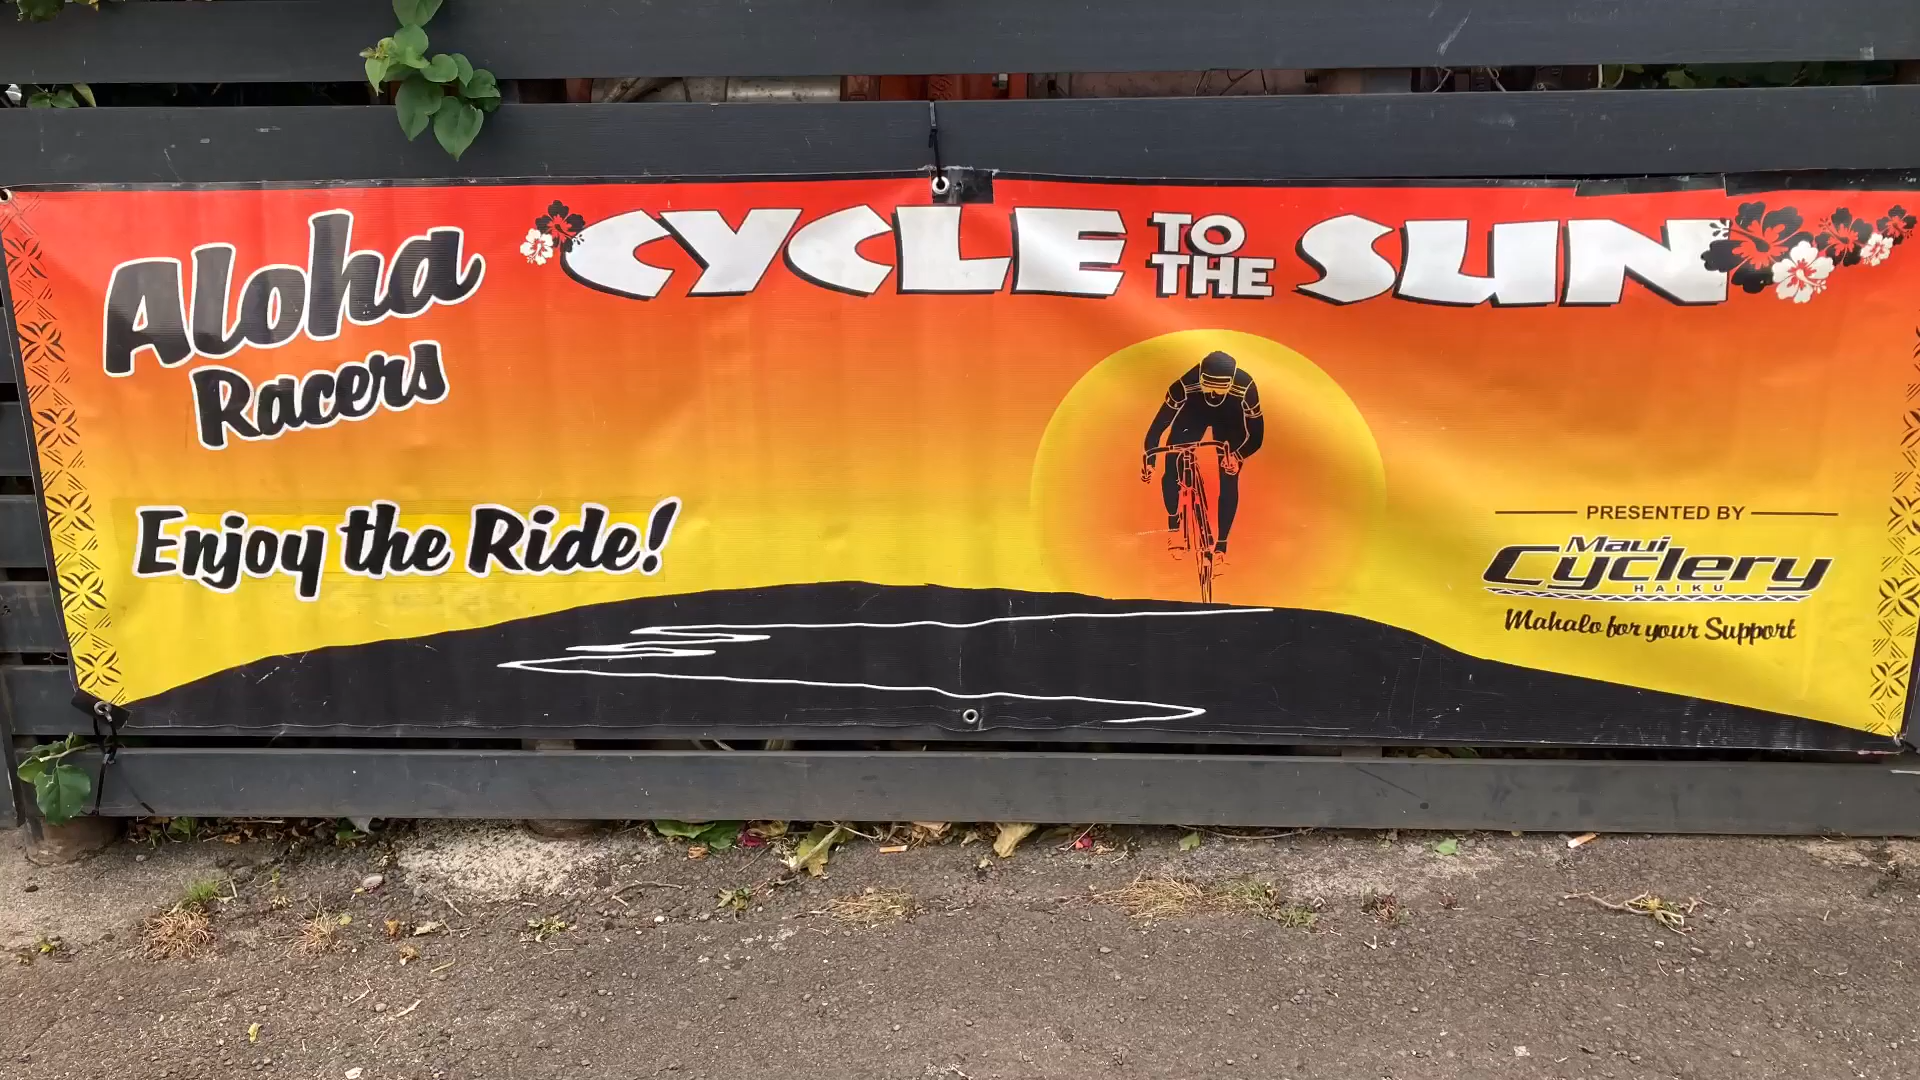 Aloha
Racers
CYCLE TO THE SUN
Enjoy the Ride!
PRESENTED BY
Maui
Cyclery
HAIKU
Mahalo for your Support